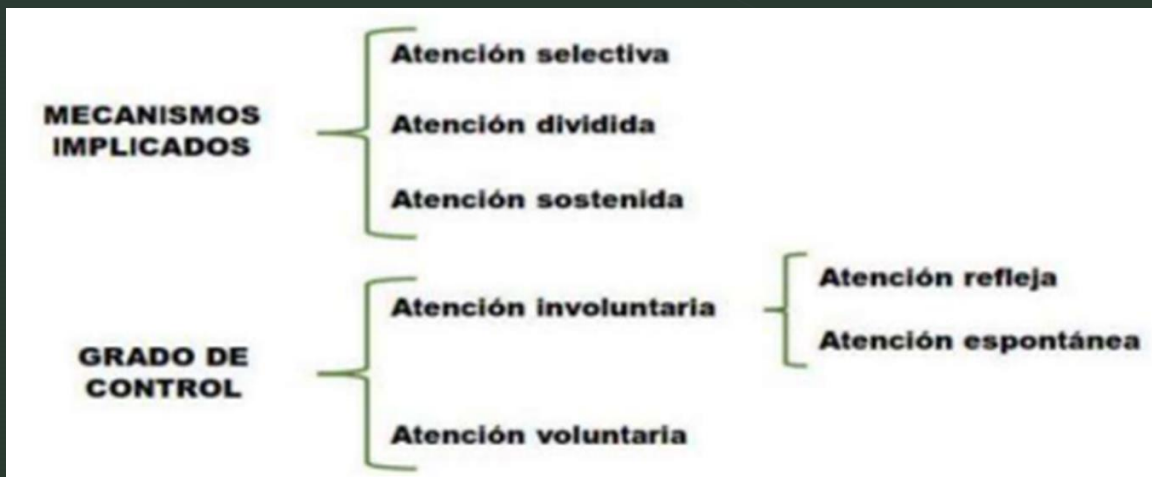 MECANISMOS
IMPLICADOS
Atención selectiva
Atención dividida
Atención sostenida
GRADO DE
CONTROL
Atención involuntaria
Atención refleja
Atención espontánea
Atención voluntaria